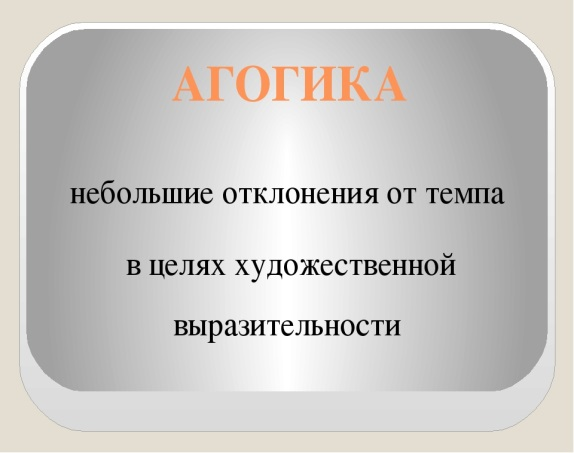 АГОГИКА
небольшие отклонения от темпа
в целях художественной
выразительности